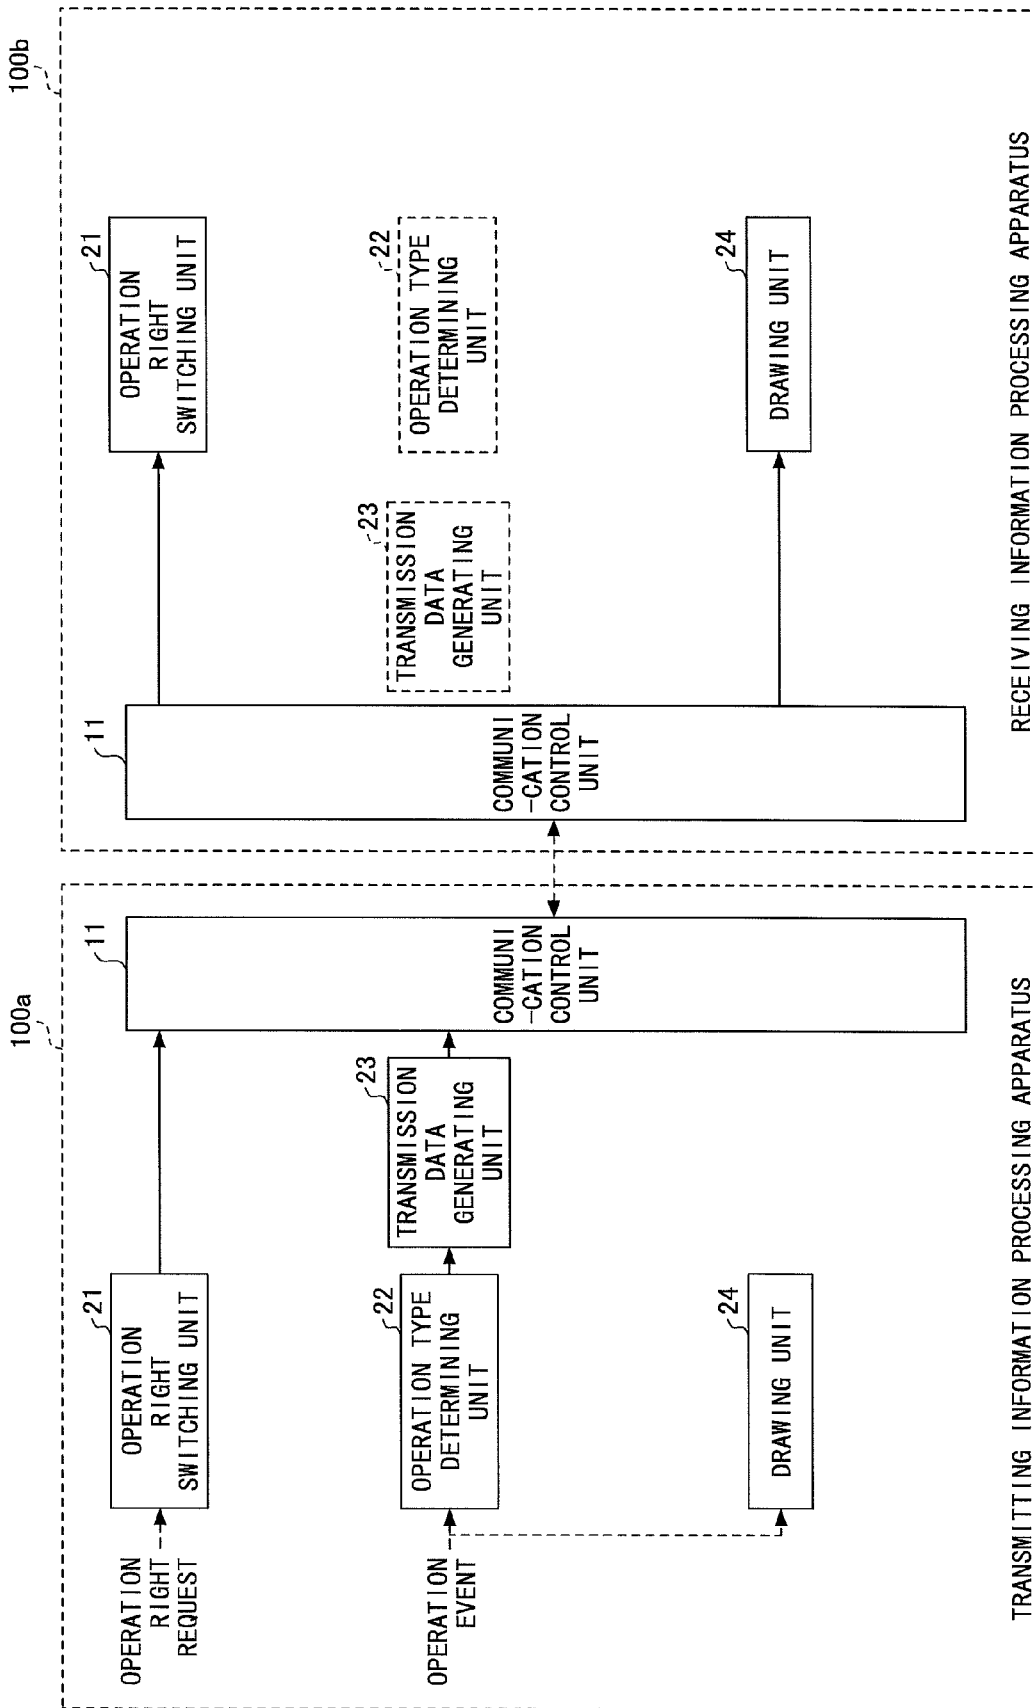 100a
OPERATION
RIGHT
REQUEST
21
OPERATION
RIGHT
SWITCHING UNIT
OPERATION
EVENT
22
OPERATION TYPE
DETERMINING
UNIT
23
TRANSMISSION
DATA
GENERATING
UNIT
24
DRAWING UNIT
11
COMMUNI
-CATION
CONTROL
UNIT
TRANSMITTING INFORMATION PROCESSING APPARATUS
100b
11
COMMUNI
-CATION
CONTROL
UNIT
21
OPERATION
RIGHT
SWITCHING UNIT
23
TRANSMISSION
DATA
GENERATING
UNIT
22
OPERATION TYPE
DETERMINING
UNIT
24
DRAWING UNIT
RECEIVING INFORMATION PROCESSING APPARATUS